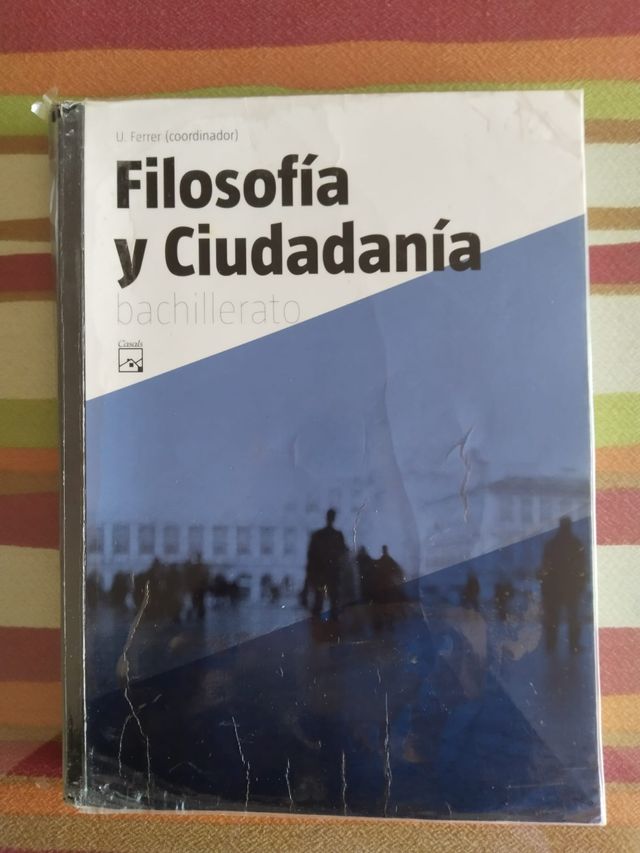 U. Ferrer (coordinador)
Filosofía
y Ciudadanía
bachillerato
Casals